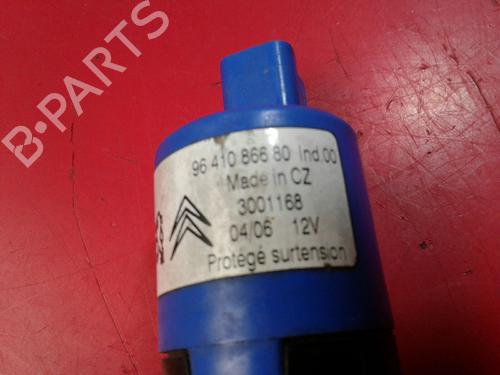 B-PARTS
96 410 866 80 Ind.00
Made in CZ
3001168
04/06 12V
Protégé surtension